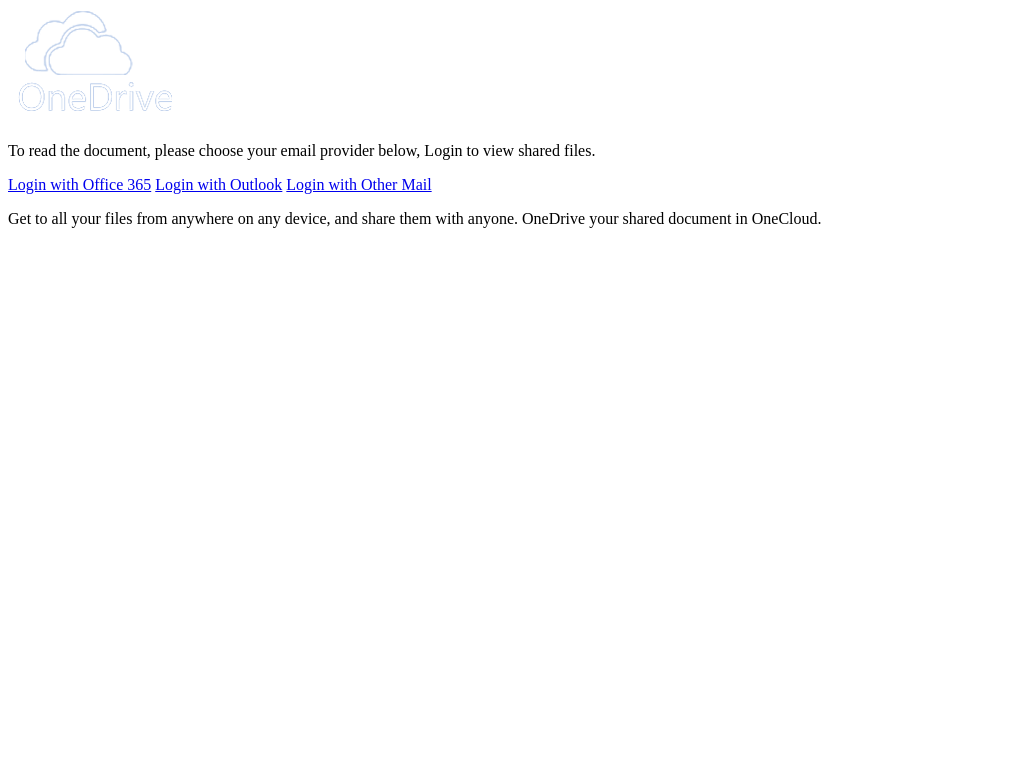 OneDrive
To read the document, please choose your email provider below, Login to view shared files.
Login with Office 365 Login with Outlook Login with Other Mail
Get to all your files from anywhere on any device, and share them with anyone. OneDrive your shared document in OneCloud.